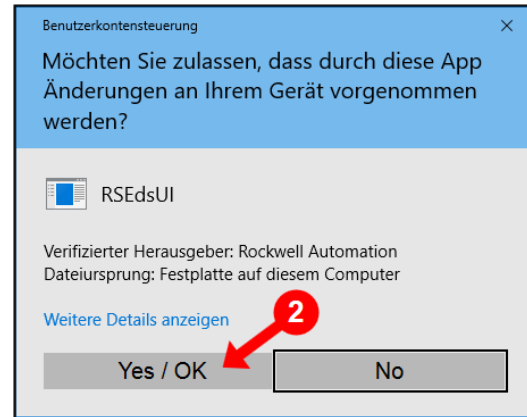 Benutzerkontensteuerung
Möchten Sie zulassen, dass durch diese App
Änderungen an Ihrem Gerät vorgenommen
werden?
RSEdsUI
Verifizierter Herausgeber: Rockwell Automation
Dateiursprung: Festplatte auf diesem Computer
Weitere Details anzeigen
2
Yes / OK
No